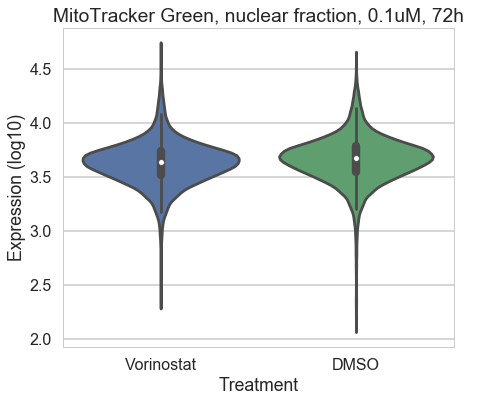 MitoTracker Green, nuclear fraction, 0.1uM, 72h
4.5
4.0
3.5
3.0
2.5
2.0
Expression (log10)
Vorinostat DMSO
Treatment